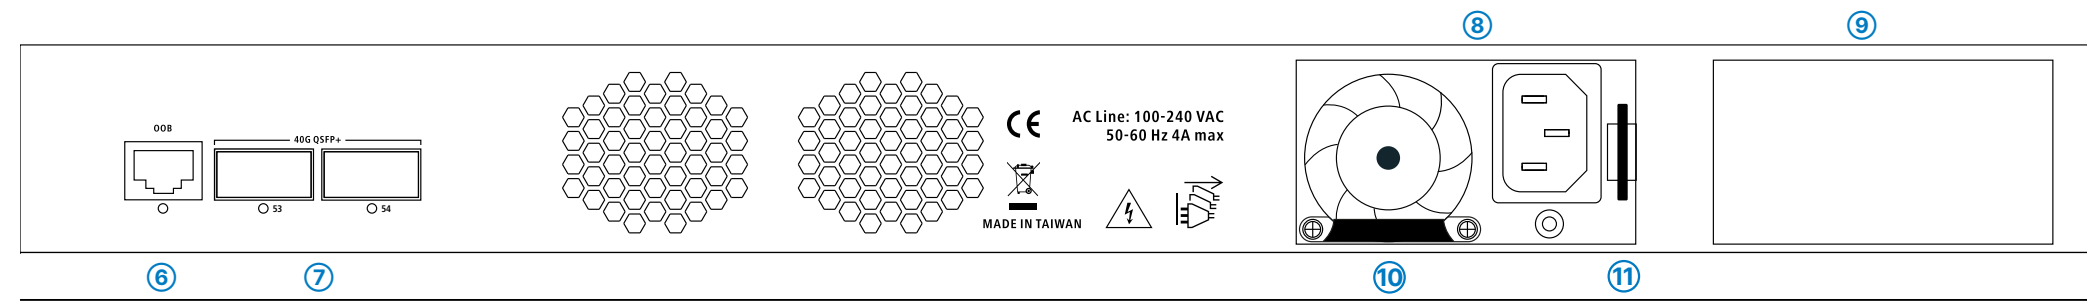 ⑧ ⑨
OOB
40G QSFP+
53 54
CE
AC Line: 100-240 VAC
50-60 Hz 4A max
MADE IN TAIWAN
⑥ ⑦ ⑩ ⑪